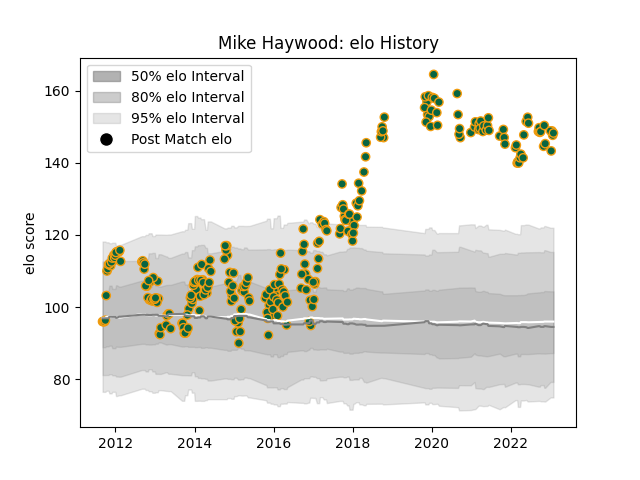 Mike Haywood: elo History
50% elo Interval
80% elo Interval
95% elo Interval
Post Match elo
elo score
160
140
120
100
80
2012
2014
2016
2018
2020
2022